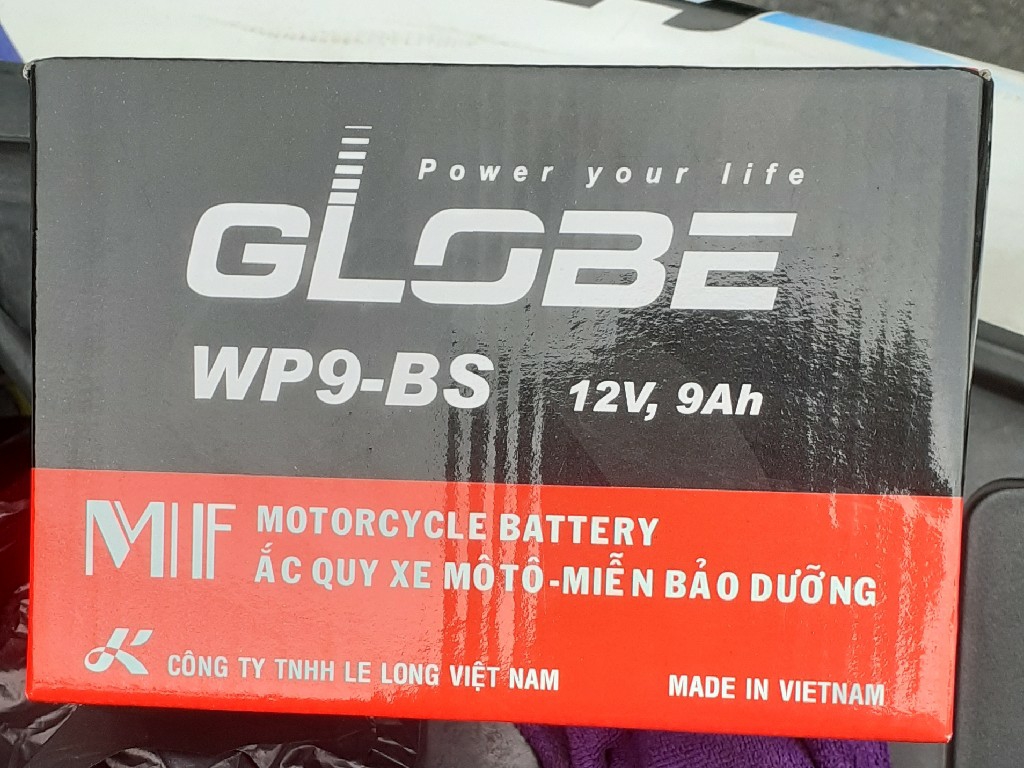 Power your life
GLOBE
WP9-BS 12V, 9Ah
MF MOTORCYCLE BATTERY
ẮC QUY XE MÔTÔ-MIỄN BẢO DƯỠNG
CÔNG TY TNHH LE LONG VIỆT NAM MADE IN VIETNAM